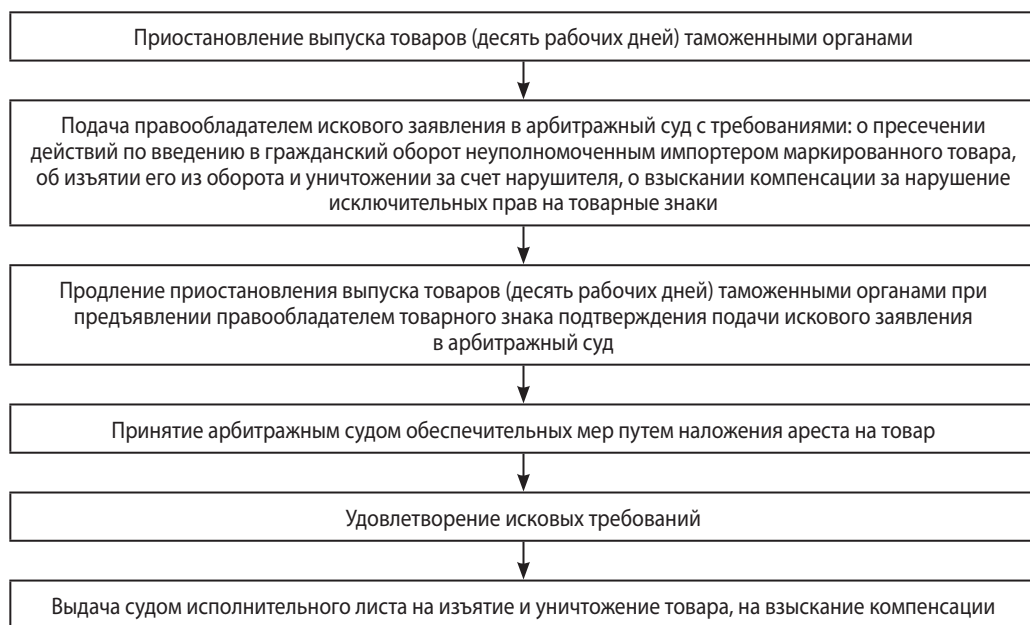 Приостановление выпуска товаров (десять рабочих дней) таможенными органами
Подача правообладателем искового заявления в арбитражный суд с требованиями: о пресечении
действий по введению в гражданский оборот неуполномоченным импортером маркированного товара,
об изъятии его из оборота и уничтожении за счет нарушителя, о взыскании компенсации за нарушение
исключительных прав на товарные знаки
Продление приостановления выпуска товаров (десять рабочих дней) таможенными органами при
предъявлении правообладателем товарного знака подтверждения подачи искового заявления
в арбитражный суд
Принятие арбитражным судом обеспечительных мер путем наложения ареста на товар
Удовлетворение исковых требований
Выдача судом исполнительного листа на изъятие и уничтожение товара, на взыскание компенсации